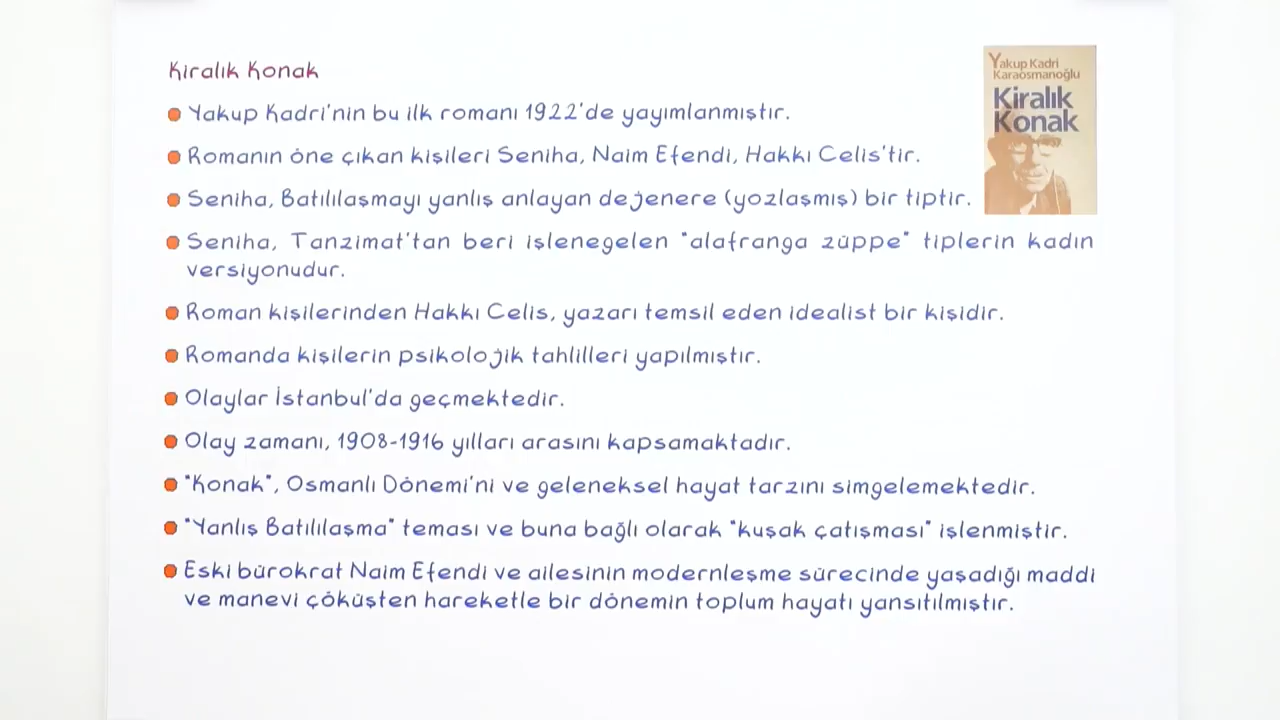 Kiralık Konak
Yakup Kadri
Karaosmanoğlu
Kiralık
Konak
Yakup Kadri'nin bu ilk romanı 1922'de yayımlanmıştır.
Romanın öne çıkan kişileri Seniha, Naim Efendi, Hakkı Celis'tir.
Seniha, Batılılaşmayı yanlış anlayan dejenere (yozlaşmış) bir tiptir.
Seniha, Tanzimat'tan beri işlenegelen "alafranga züppe" tiplerin kadın
versiyonudur.
Roman kişilerinden Hakkı Celis, yazarı temsil eden idealist bir kişidir.
Romanda kişilerin psikolojik tahlilleri yapılmıştır.
Olaylar İstanbul'da geçmektedir.
Olay zamanı, 1908-1916 yılları arasını kapsamaktadır.
"Konak", Osmanlı Dönemi'ni ve geleneksel hayat tarzını simgelemektedir.
"Yanlış Batılılaşma" teması ve buna bağlı olarak "kuşak çatışması" işlenmiştir.
Eski bürokrat Naim Efendi ve ailesinin modernleşme sürecinde yaşadığı maddi
ve manevi çöküşten hareketle bir dönemin toplum hayatı yansıtılmıştır.